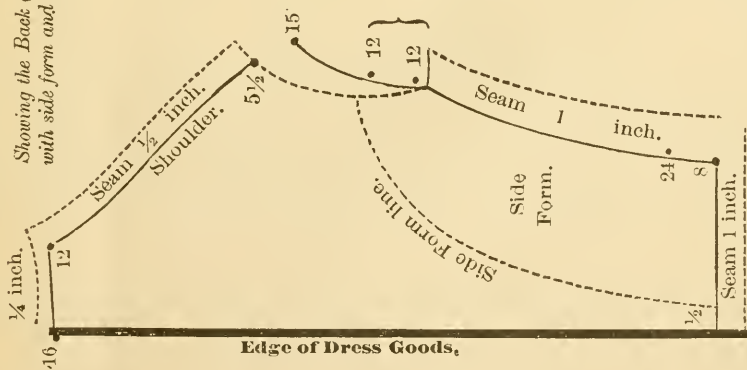 Showing the Back
with side form and
15
12
12
5½
Seam ½ inch.
Shoulder.
Seam 1 inch.
24
8
Side
Form.
Side Form line.
Seam 1 inch.
½
12
¼ inch.
16
Edge of Dress Goods.